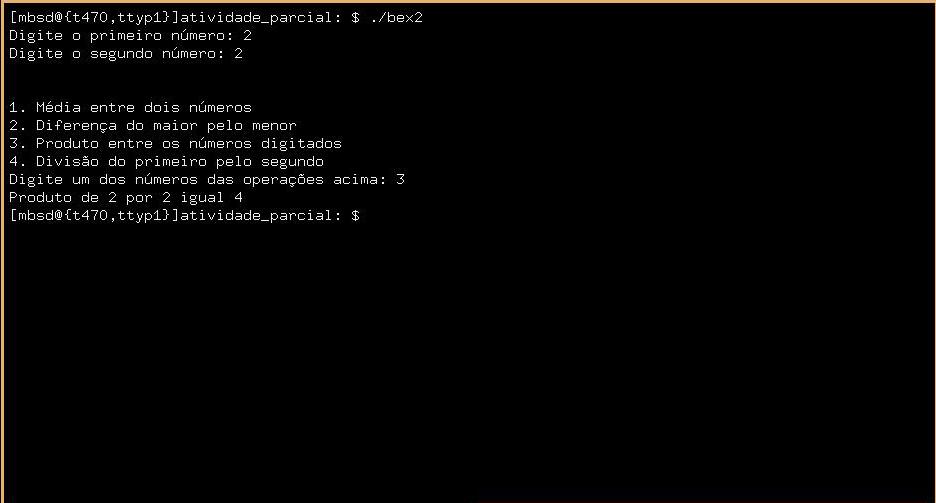 [mbsd@{t470,ttyp1}]atividade_parcial: $ ./bex2
Digite o primeiro número: 2
Digite o segundo número: 2
1. Média entre dois números
2. Diferença do maior pelo menor
3. Produto entre os números digitados
4. Divisão do primeiro pelo segundo
Digite um dos números das operações acima: 3
Produto de 2 por 2 igual 4
[mbsd@{t470,ttyp1}]atividade_parcial: $